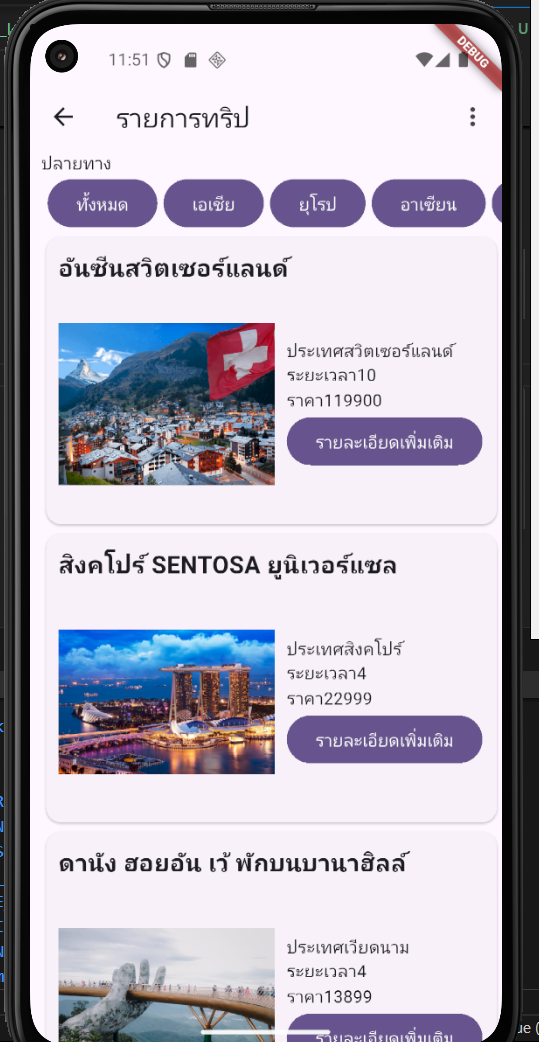 11:51
DEBUG
รายการทริป
ปลายทาง
ทั้งหมด
เอเชีย
ยุโรป
อาเซียน
อันซีนสวิตเซอร์แลนด์
ประเทศสวิตเซอร์แลนด์
ระยะเวลา10
ราคา119900
รายละเอียดเพิ่มเติม
สิงคโปร์ SENTOSA ยูนิเวอร์แซล
ประเทศสิงคโปร์
ระยะเวลา4
ราคา22999
รายละเอียดเพิ่มเติม
ดานัง ฮอยอัน เว้ พักบนบานาฮิลล์
ประเทศเวียดนาม
ระยะเวลา4
ราคา13899
รายละเอียดเพิ่มเติม